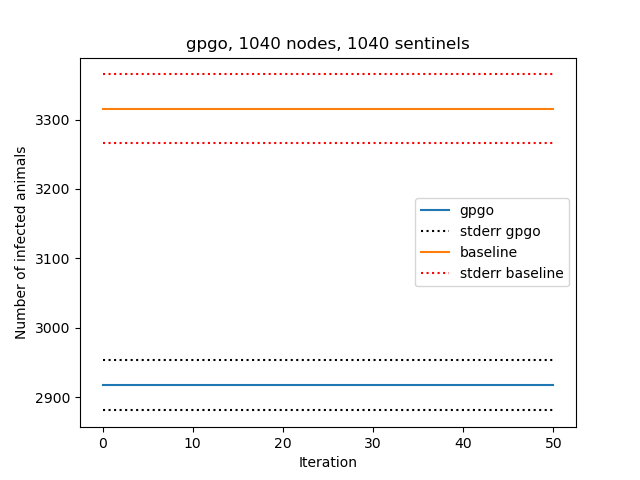 gpgo, 1040 nodes, 1040 sentinels
Number of infected animals
3300
3200
3100
3000
2900
gpgo
stderr gpgo
baseline
stderr baseline
0 10 20 30 40 50
Iteration